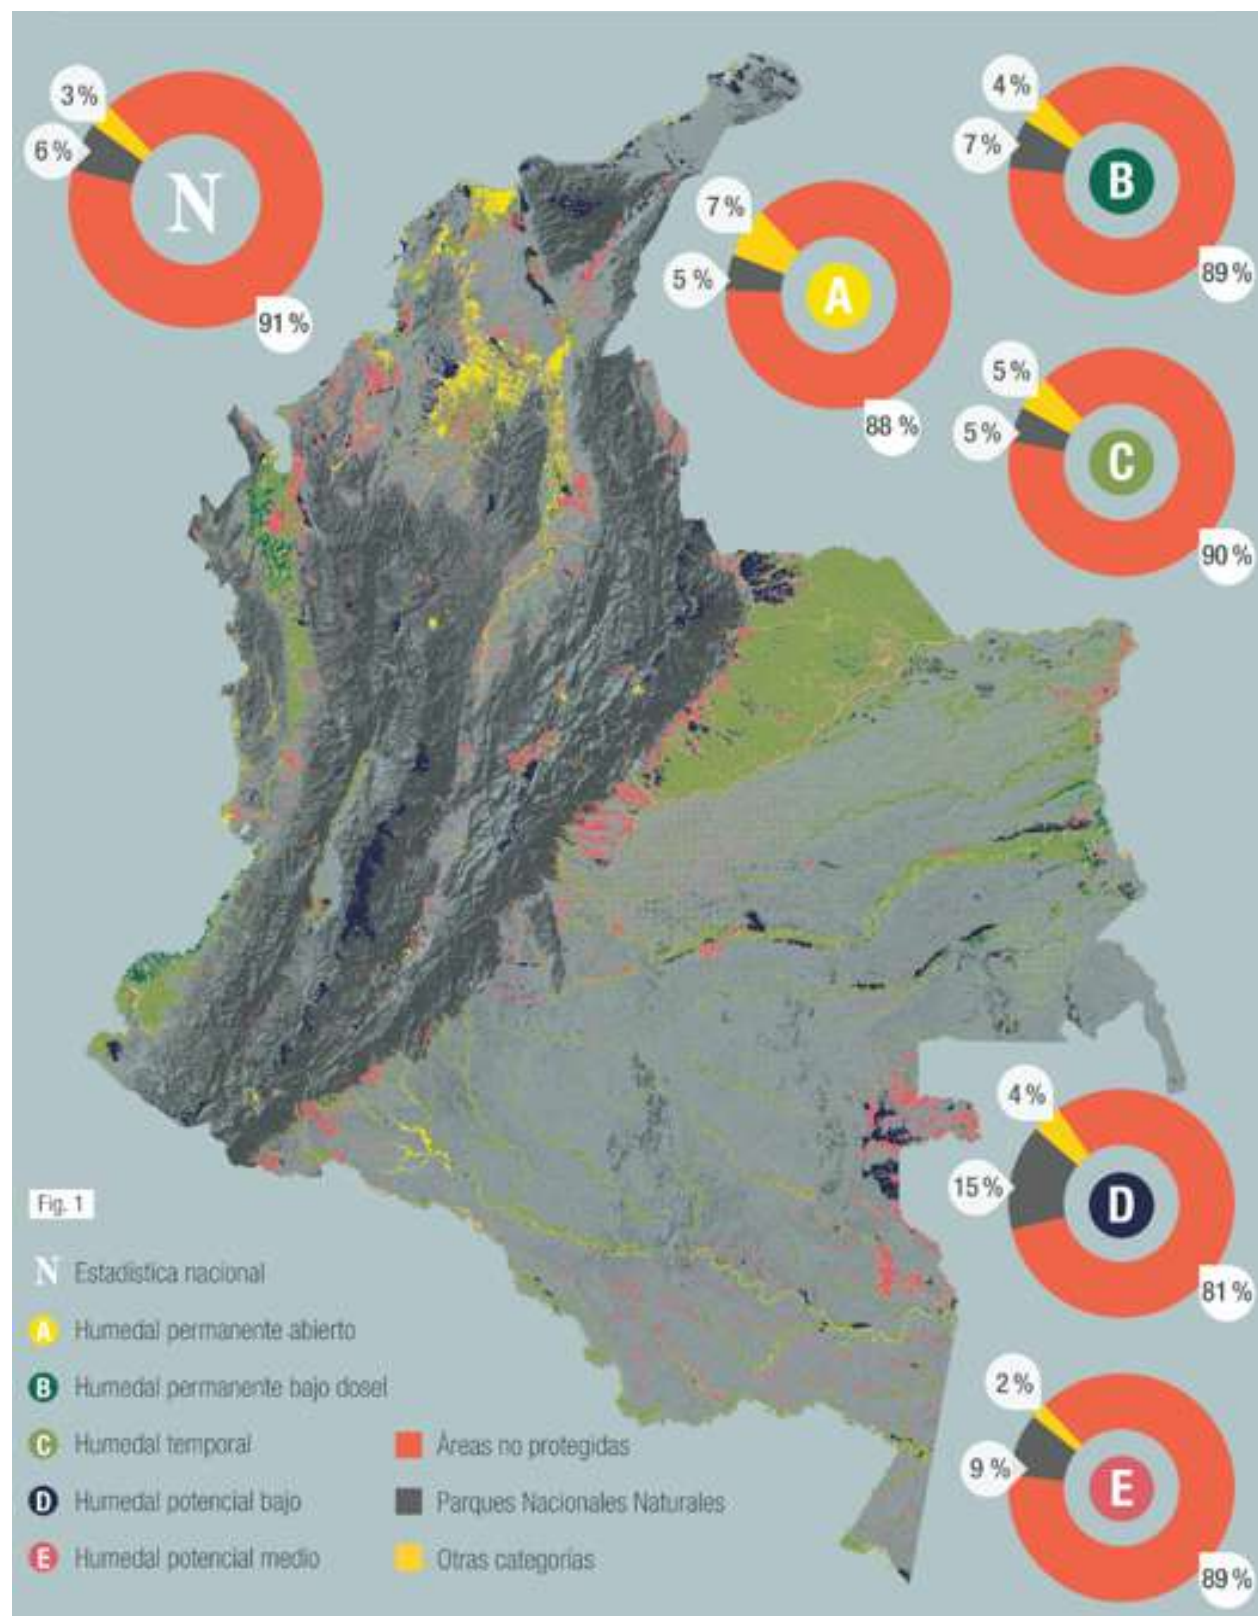 3 %
6 %
N
91 %
7 %
5 %
A
88 %
4 %
7 %
B
89 %
5 %
5 %
C
90 %
4 %
15 %
D
81 %
2 %
9 %
E
89 %
Fig. 1
N Estadística nacional
A Humedal permanente abierto
B Humedal permanente bajo dosel
C Humedal temporal
D Humedal potencial bajo
E Humedal potencial medio
Áreas no protegidas
Parques Nacionales Naturales
Otras categorías